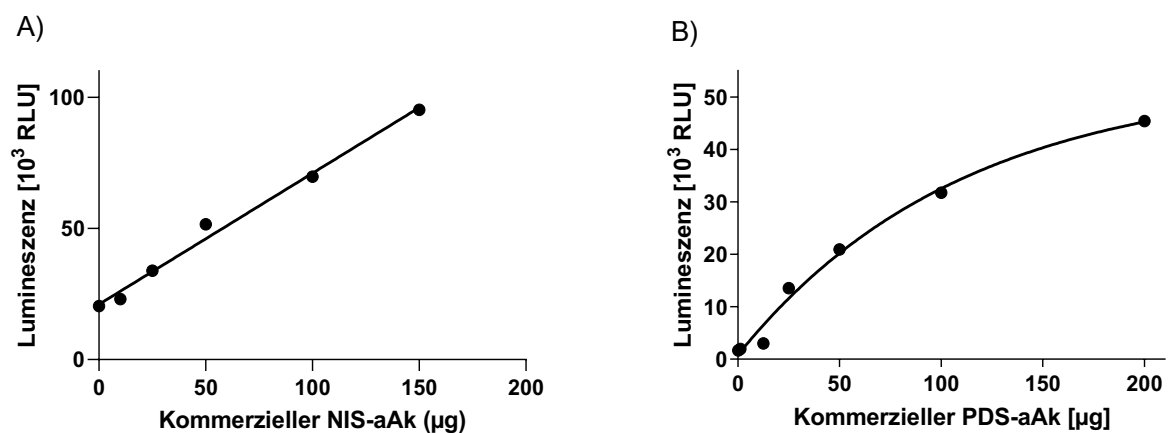 A)
Lumineszenz [10³ RLU]
100
50
0
0 50 100 150 200
Kommerzieller NIS-aAk (µg)
B)
Lumineszenz [10³ RLU]
50
40
30
20
10
0
0 50 100 150 200
Kommerzieller PDS-aAk [µg]